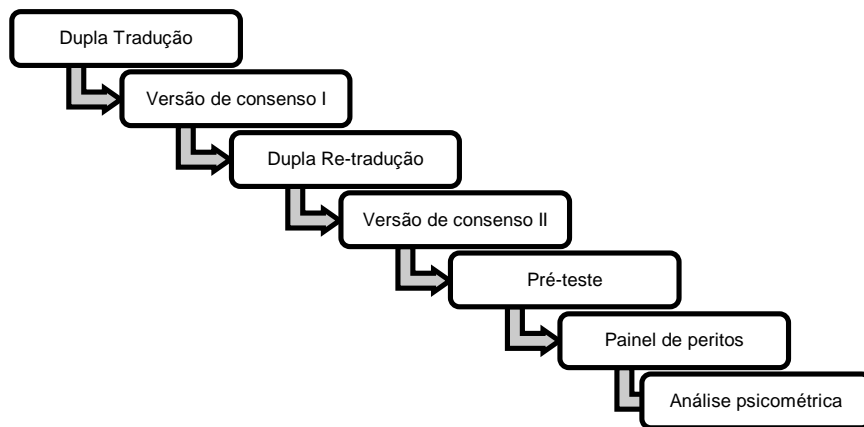 Dupla Tradução
Versão de consenso I
Dupla Re-tradução
Versão de consenso II
Pré-teste
Painel de peritos
Análise psicométrica